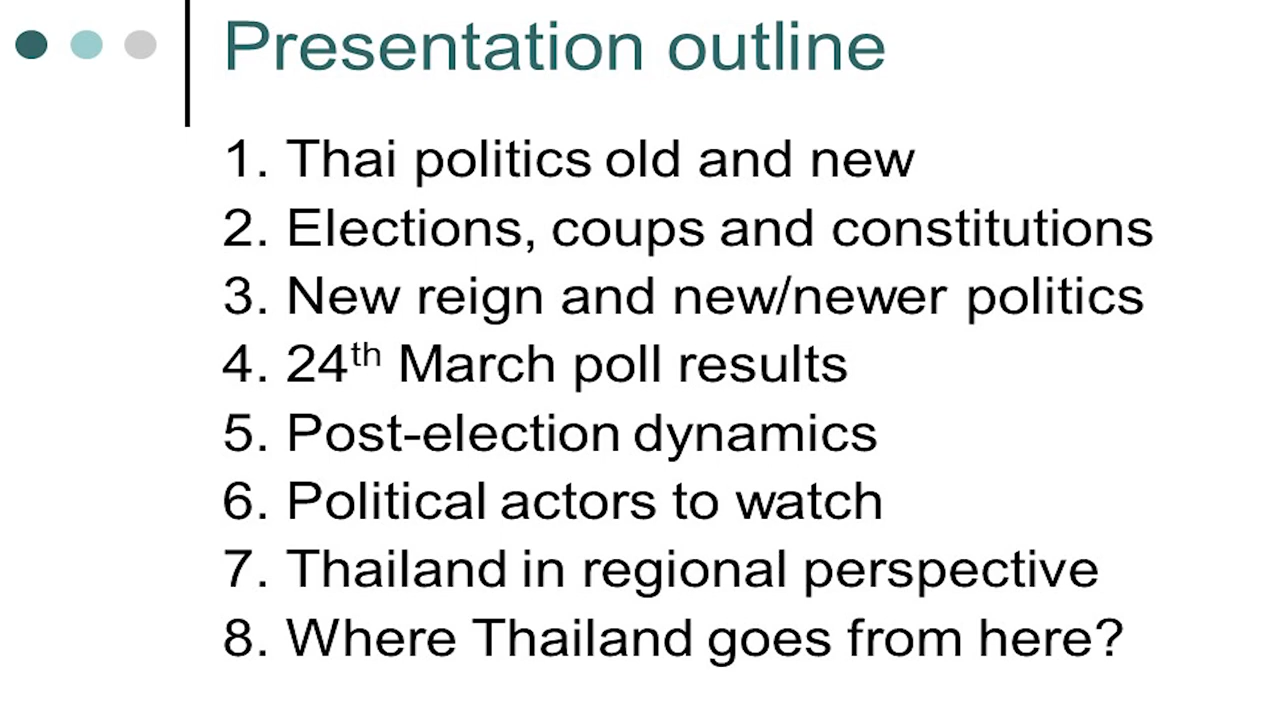 Presentation outline
1. Thai politics old and new
2. Elections, coups and constitutions
3. New reign and new/newer politics
4. 24th March poll results
5. Post-election dynamics
6. Political actors to watch
7. Thailand in regional perspective
8. Where Thailand goes from here?